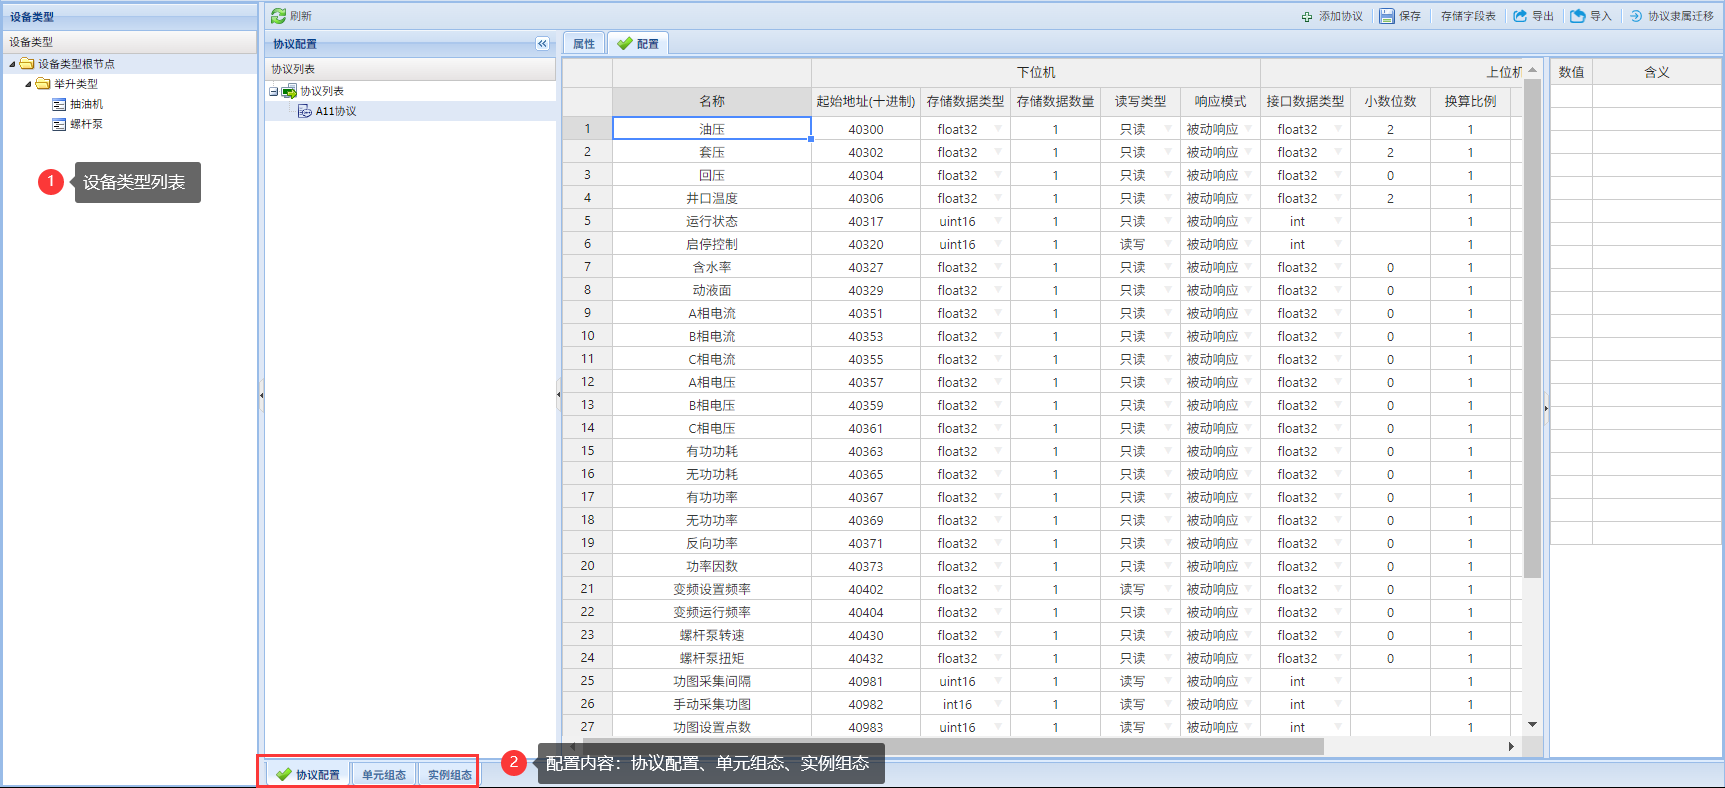 设备类型
设备类型
设备类型根节点
举升类型
抽油机
螺杆泵
1 设备类型列表
刷新 添加协议 保存 存储字段表 导出 导入 协议隶属迁移
协议配置
协议列表
协议列表
A11协议
属性 配置
下位机 上位机
名称 起始地址(十进制) 存储数据类型 存储数据数量 读写类型 响应模式 接口数据类型 小数位数 换算比例
1 油压 40300 float32 1 只读 被动响应 float32 2 1
2 套压 40302 float32 1 只读 被动响应 float32 2 1
3 回压 40304 float32 1 只读 被动响应 float32 0 1
4 井口温度 40306 float32 1 只读 被动响应 float32 2 1
5 运行状态 40317 uint16 1 只读 被动响应 int 1
6 启停控制 40320 uint16 1 读写 被动响应 int 1
7 含水率 40327 float32 1 只读 被动响应 float32 0 1
8 动液面 40329 float32 1 只读 被动响应 float32 0 1
9 A相电流 40351 float32 1 只读 被动响应 float32 0 1
10 B相电流 40353 float32 1 只读 被动响应 float32 0 1
11 C相电流 40355 float32 1 只读 被动响应 float32 0 1
12 A相电压 40357 float32 1 只读 被动响应 float32 0 1
13 B相电压 40359 float32 1 只读 被动响应 float32 0 1
14 C相电压 40361 float32 1 只读 被动响应 float32 0 1
15 有功功耗 40363 float32 1 只读 被动响应 float32 0 1
16 无功功耗 40365 float32 1 只读 被动响应 float32 0 1
17 有功功率 40367 float32 1 只读 被动响应 float32 0 1
18 无功功率 40369 float32 1 只读 被动响应 float32 0 1
19 反向功率 40371 float32 1 只读 被动响应 float32 0 1
20 功率因数 40373 float32 1 只读 被动响应 float32 0 1
21 变频设置频率 40402 float32 1 读写 被动响应 float32 0 1
22 变频运行频率 40404 float32 1 只读 被动响应 float32 0 1
23 螺杆泵转速 40430 float32 1 只读 被动响应 float32 0 1
24 螺杆泵扭矩 40432 float32 1 只读 被动响应 float32 0 1
25 功图采集间隔 40981 uint16 1 读写 被动响应 int 1
26 手动采集功图 40982 int16 1 读写 被动响应 int 1
27 功图设置点数 40983 uint16 1 读写 被动响应 int 1
数值 含义
协议配置 单元组态 实例组态
2 配置内容：协议配置、单元组态、实例组态